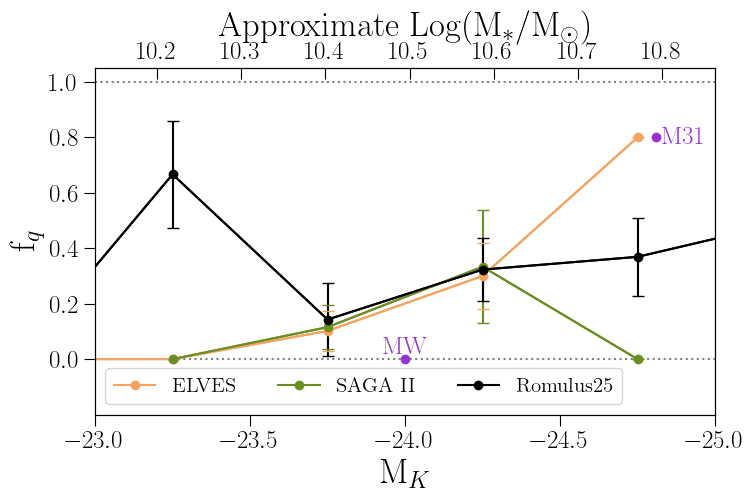 Approximate Log(M*/M☉)
10.2 10.3 10.4 10.5 10.6 10.7 10.8
1.0
0.8
0.6
0.4
0.2
0.0
f_q
M31
MW
ELVES SAGA II Romulus25
−23.0 −23.5 −24.0 −24.5 −25.0
M_K